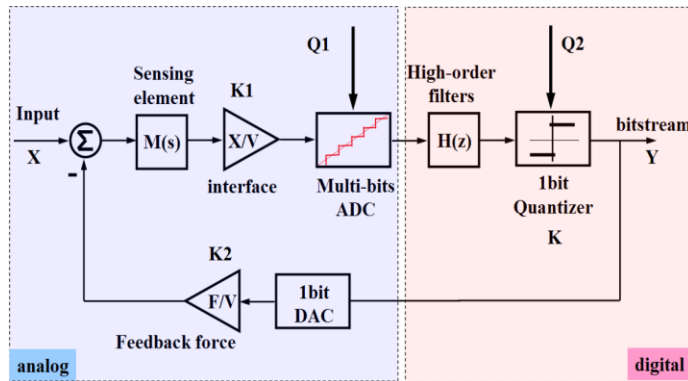 Q1
Q2
Sensing
element
K1
High-order
filters
Input
X
Σ
-
M(s)
X/V
H(z)
bitstream
Y
interface
Multi-bits
ADC
1bit
Quantizer
K
K2
F/V
1bit
DAC
Feedback force
analog
digital